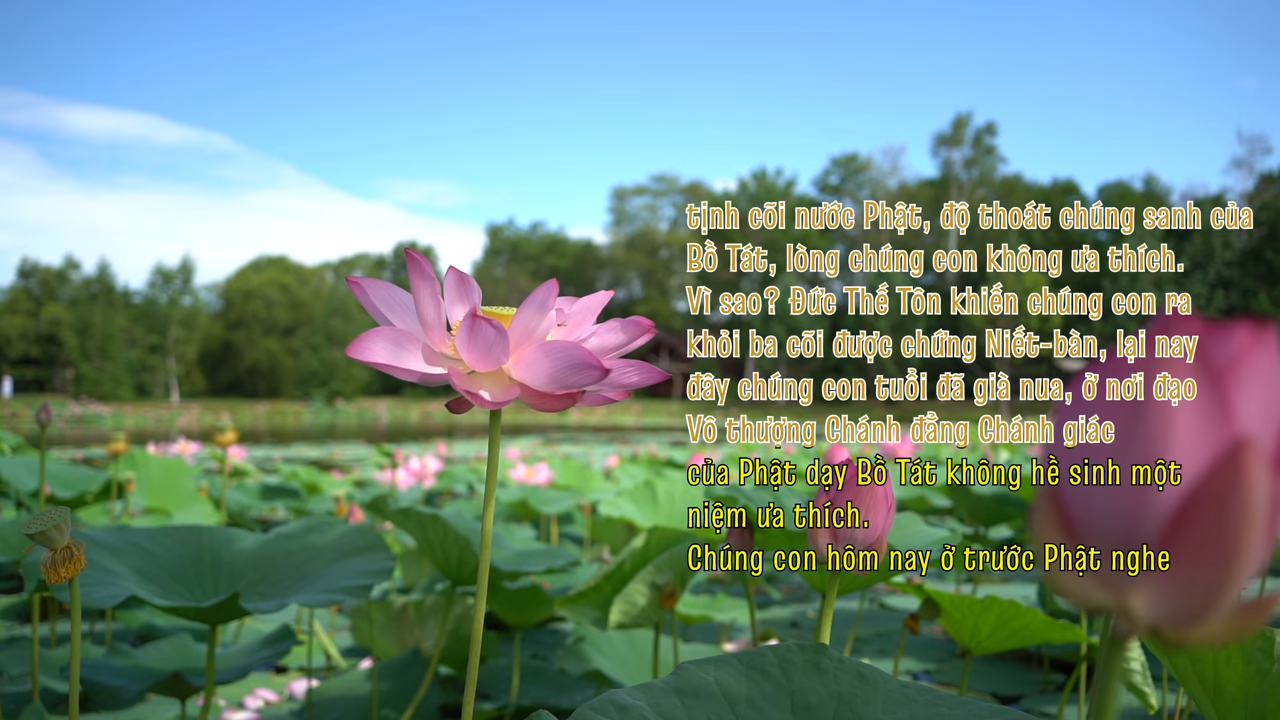 tịnh cõi nước Phật, độ thoát chúng sanh của
Bồ Tát, lòng chúng con không ưa thích.
Vì sao? Đức Thế Tôn khiến chúng con ra
khỏi ba cõi được chứng Niết-bàn, lại nay
đây chúng con tuổi đã già nua, ở nơi đạo
Vô thượng Chánh đẳng Chánh giác
của Phật dạy Bồ Tát không hề sinh một
niệm ưa thích.
Chúng con hôm nay ở trước Phật nghe